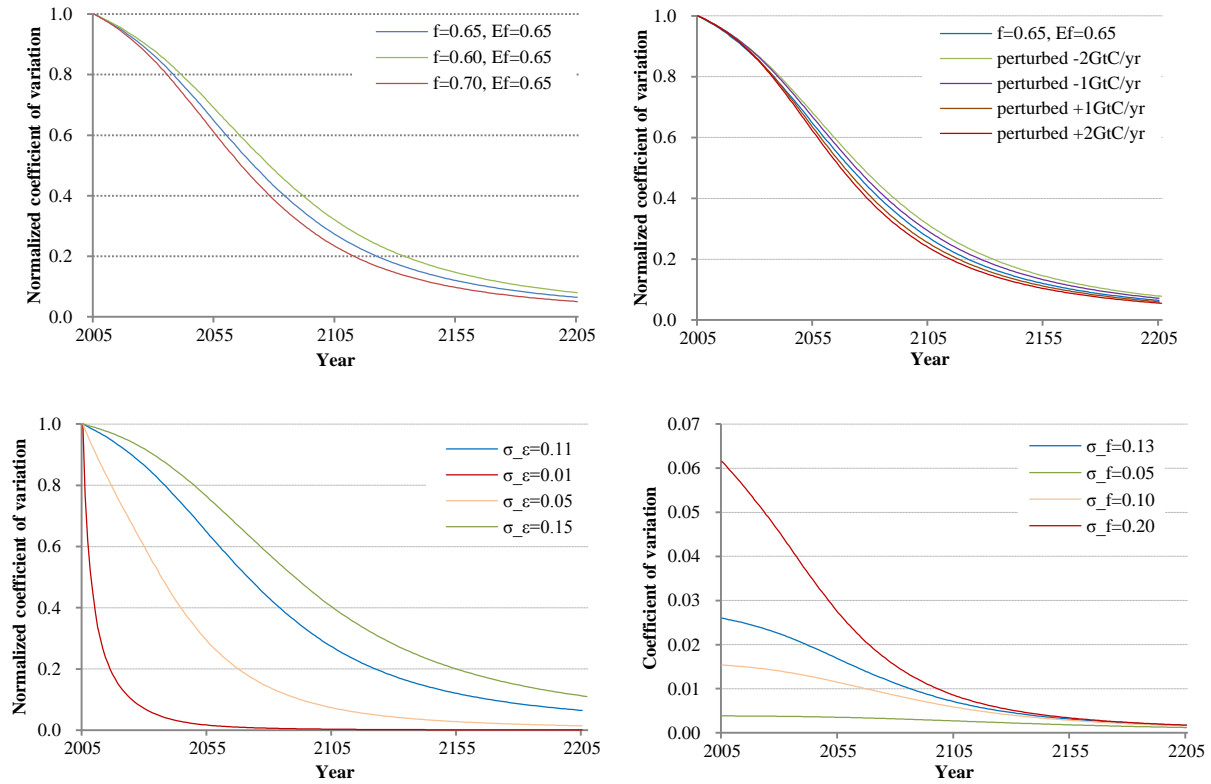 1.0
0.8
0.6
0.4
0.2
0.0
Normalized coefficient of variation
f=0.65, Ef=0.65
f=0.60, Ef=0.65
f=0.70, Ef=0.65
2005
2055
2105
2155
2205
Year
1.0
0.8
0.6
0.4
0.2
0.0
Normalized coefficient of variation
f=0.65, Ef=0.65
perturbed -2GtC/yr
perturbed -1GtC/yr
perturbed +1GtC/yr
perturbed +2GtC/yr
2005
2055
2105
2155
2205
Year
1.0
0.8
0.6
0.4
0.2
0.0
Normalized coefficient of variation
σ_ε=0.11
σ_ε=0.01
σ_ε=0.05
σ_ε=0.15
2005
2055
2105
2155
2205
Year
0.07
0.06
0.05
0.04
0.03
0.02
0.01
0.00
Coefficient of variation
σ_f=0.13
σ_f=0.05
σ_f=0.10
σ_f=0.20
2005
2055
2105
2155
2205
Year